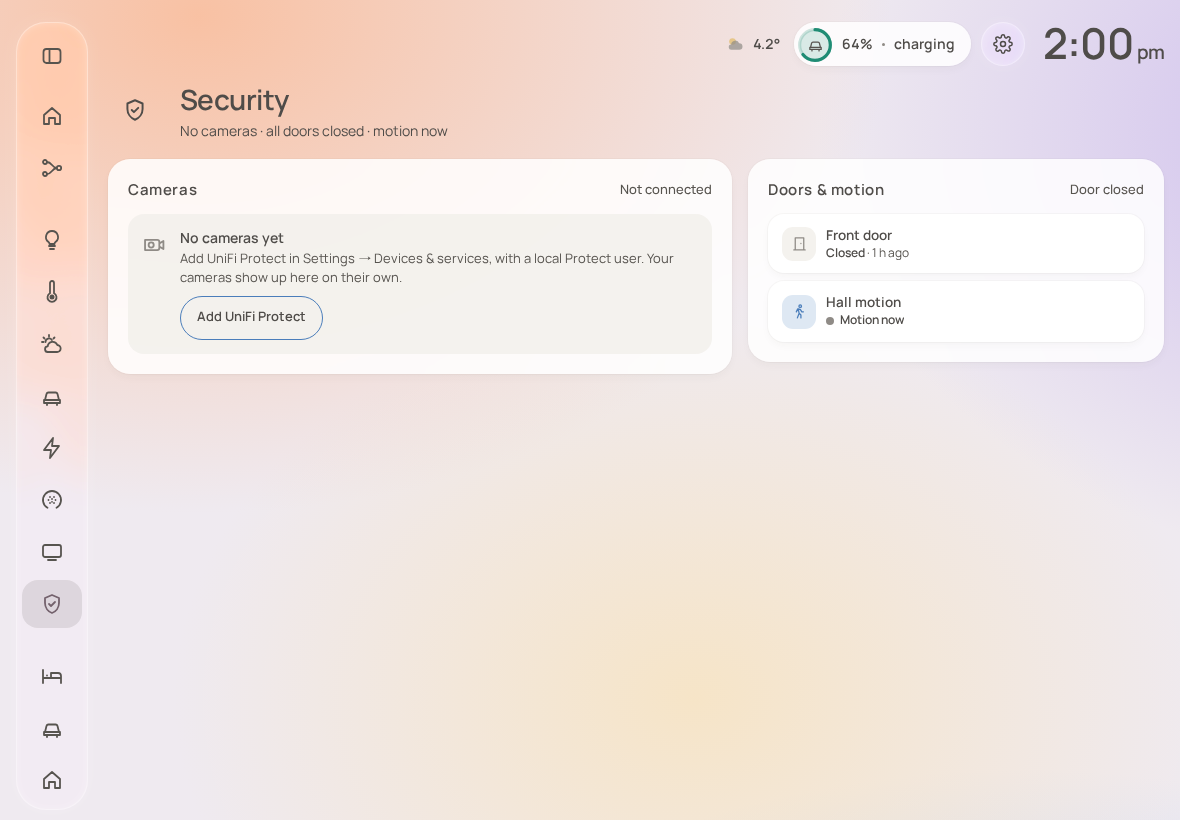 4.2°
64% • charging
2:00 pm
Security
No cameras · all doors closed · motion now
Cameras
Not connected
No cameras yet
Add UniFi Protect in Settings → Devices & services, with a local Protect user. Your
cameras show up here on their own.
Add UniFi Protect
Doors & motion
Door closed
Front door
Closed · 1 h ago
Hall motion
Motion now